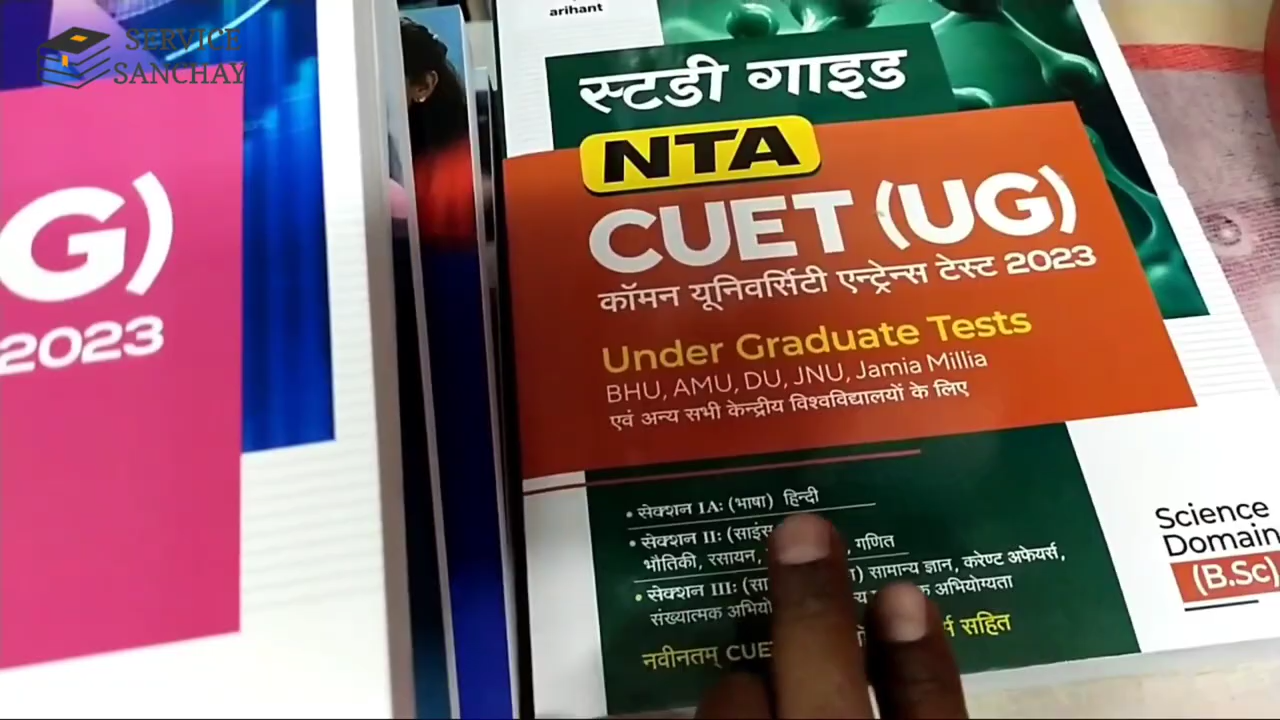 SERVICE
SANCHAY
G)
2023
arihant
स्टडी गाइड
NTA
CUET (UG)
कॉमन यूनिवर्सिटी एन्ट्रेन्स टेस्ट 2023
Under Graduate Tests
BHU, AMU, DU, JNU, Jamia Millia
एवं अन्य सभी केन्द्रीय विश्वविद्यालयों के लिए
• सेक्शन IA: (भाषा) हिन्दी
• सेक्शन II:
भौतिकी, रसायन, गणित
• सेक्शन III: सामान्य ज्ञान, करेण्ट अफेयर्स,
संख्यात्मक अभियोग्यता
नवीनतम् CUET सहित
Science
Domain
(B.Sc)